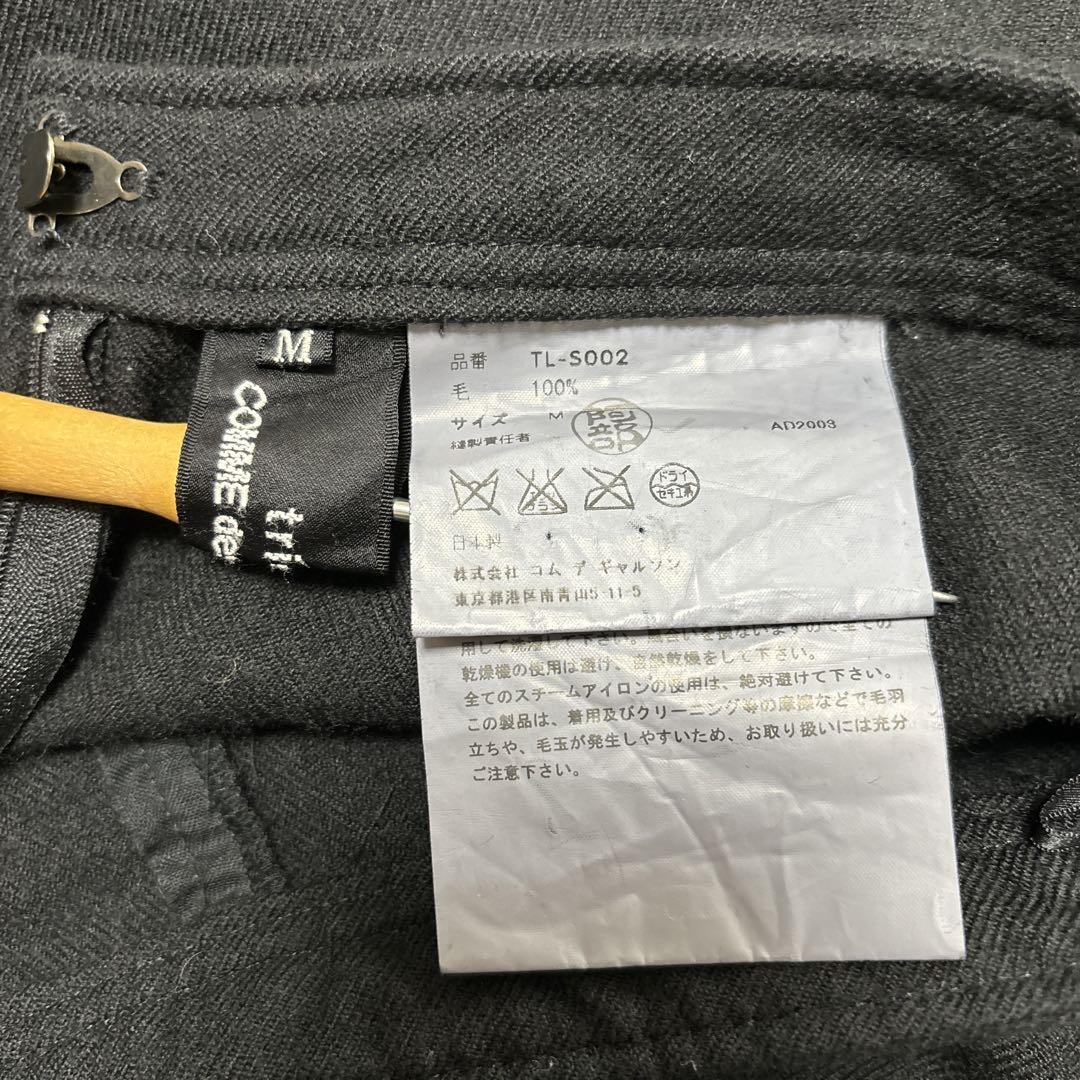 M
tri
COMME de
品番 TL-S002
毛 100%
サイズ M
縫製責任者 阿部
AD2003
ドライ
セキユ系
日本製
株式会社 コム デ ギャルソン
東京都港区南青山5-11-5
乾燥機の使用は避け、自然乾燥をして下さい。
全てのスチームアイロンの使用は、絶対避けて下さい。
この製品は、着用及びクリーニング等の摩擦などで毛羽
立ちや、毛玉が発生しやすいため、お取り扱いには充分
ご注意下さい。